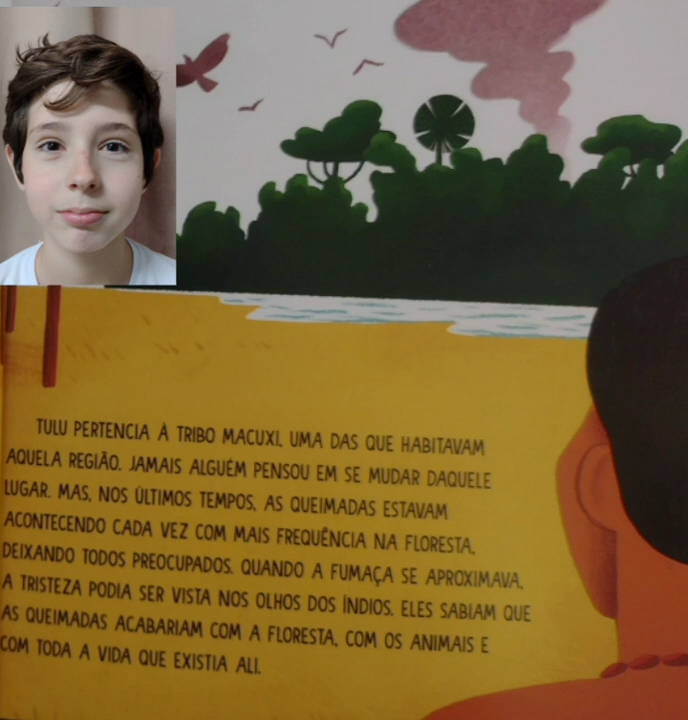 TULU PERTENCIA À TRIBO MACUXI, UMA DAS QUE HABITAVAM
AQUELA REGIÃO. JAMAIS ALGUÉM PENSOU EM SE MUDAR DAQUELE
LUGAR. MAS, NOS ÚLTIMOS TEMPOS, AS QUEIMADAS ESTAVAM
ACONTECENDO CADA VEZ COM MAIS FREQUÊNCIA NA FLORESTA,
DEIXANDO TODOS PREOCUPADOS. QUANDO A FUMAÇA SE APROXIMAVA,
A TRISTEZA PODIA SER VISTA NOS OLHOS DOS ÍNDIOS. ELES SABIAM QUE
AS QUEIMADAS ACABARIAM COM A FLORESTA, COM OS ANIMAIS E
COM TODA A VIDA QUE EXISTIA ALI.